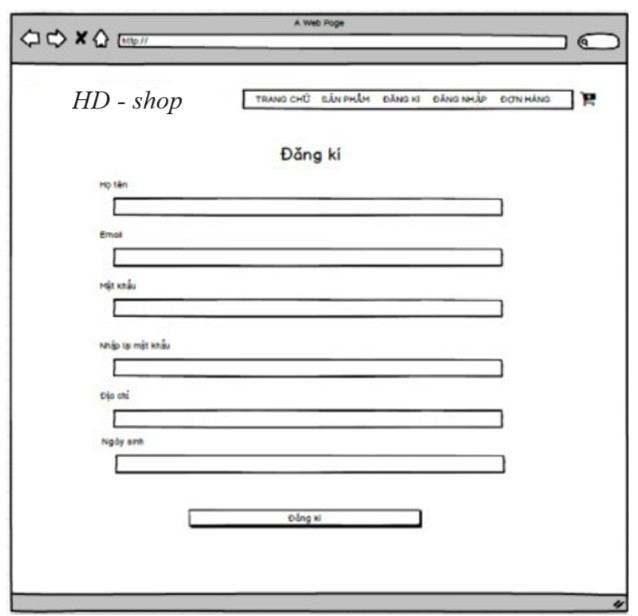 A Web Page
http://
HD - shop
TRANG CHỦ SẢN PHẨM ĐĂNG KÍ ĐĂNG NHẬP ĐƠN HÀNG
Đăng kí
Họ tên
Email
Mật khẩu
Nhập lại mật khẩu
Địa chỉ
Ngày sinh
Đăng kí